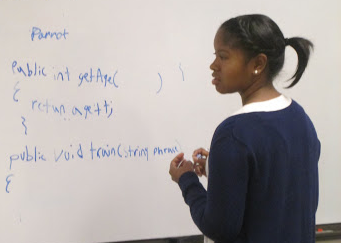 Parrot
public int getAge( ) }
{
return age++;
}
public void train(string phrase)
{